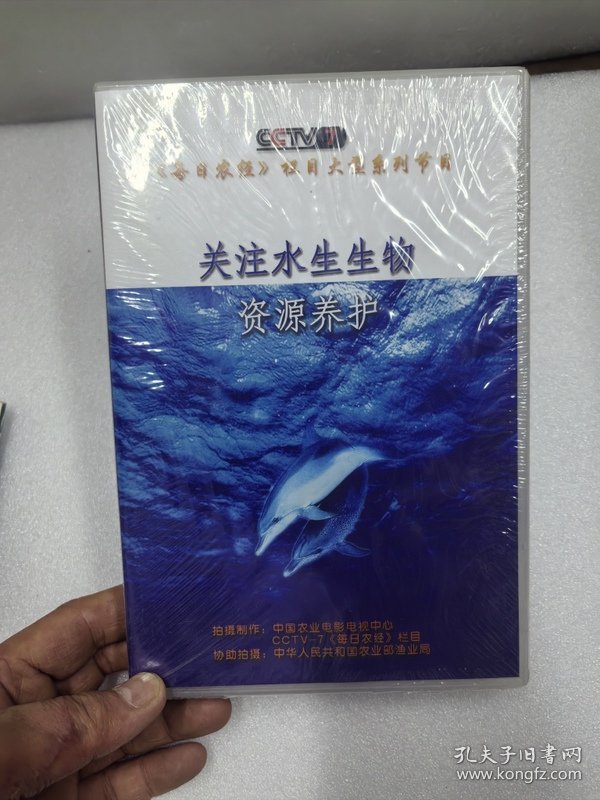 CCTV 7
《每日农经》栏目大型系列节目
关注水生生物
资源养护
拍摄制作：中国农业电影电视中心
CCTV-7《每日农经》栏目
协助拍摄：中华人民共和国农业部渔业局
孔夫子旧书网
www.kongfz.com